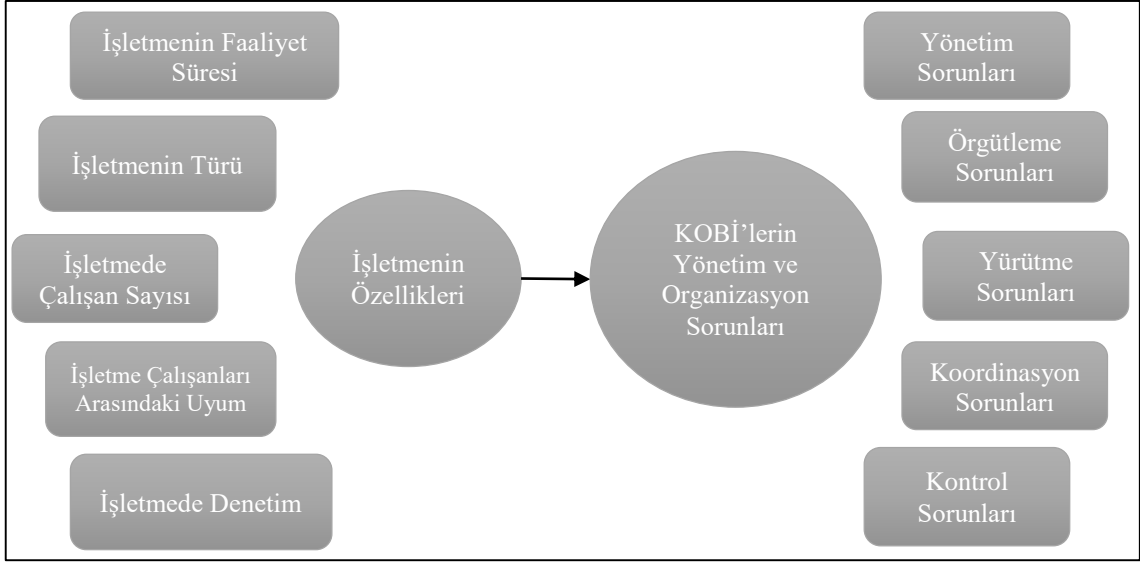 İşletmenin Faaliyet
Süresi
İşletmenin Türü
İşletmede
Çalışan Sayısı
İşletme Çalışanları
Arasındaki Uyum
İşletmede Denetim
İşletmenin
Özellikleri
KOBİ’lerin
Yönetim ve
Organizasyon
Sorunları
Yönetim
Sorunları
Örgütleme
Sorunları
Yürütme
Sorunları
Koordinasyon
Sorunları
Kontrol
Sorunları